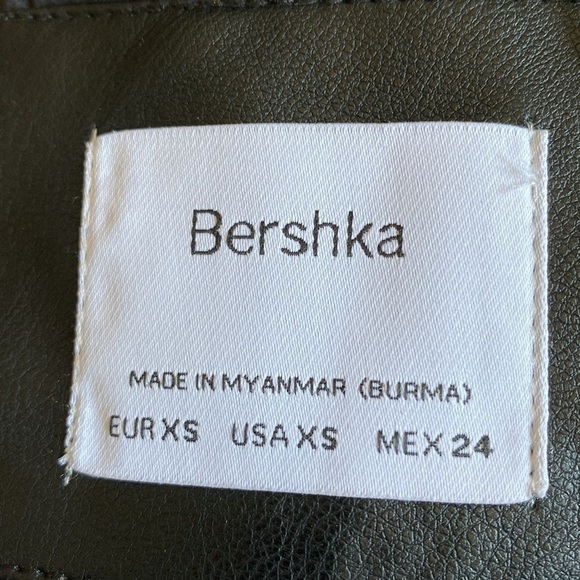 Bershka
MADE IN MYANMAR (BURMA)
EUR XS USA XS MEX 24